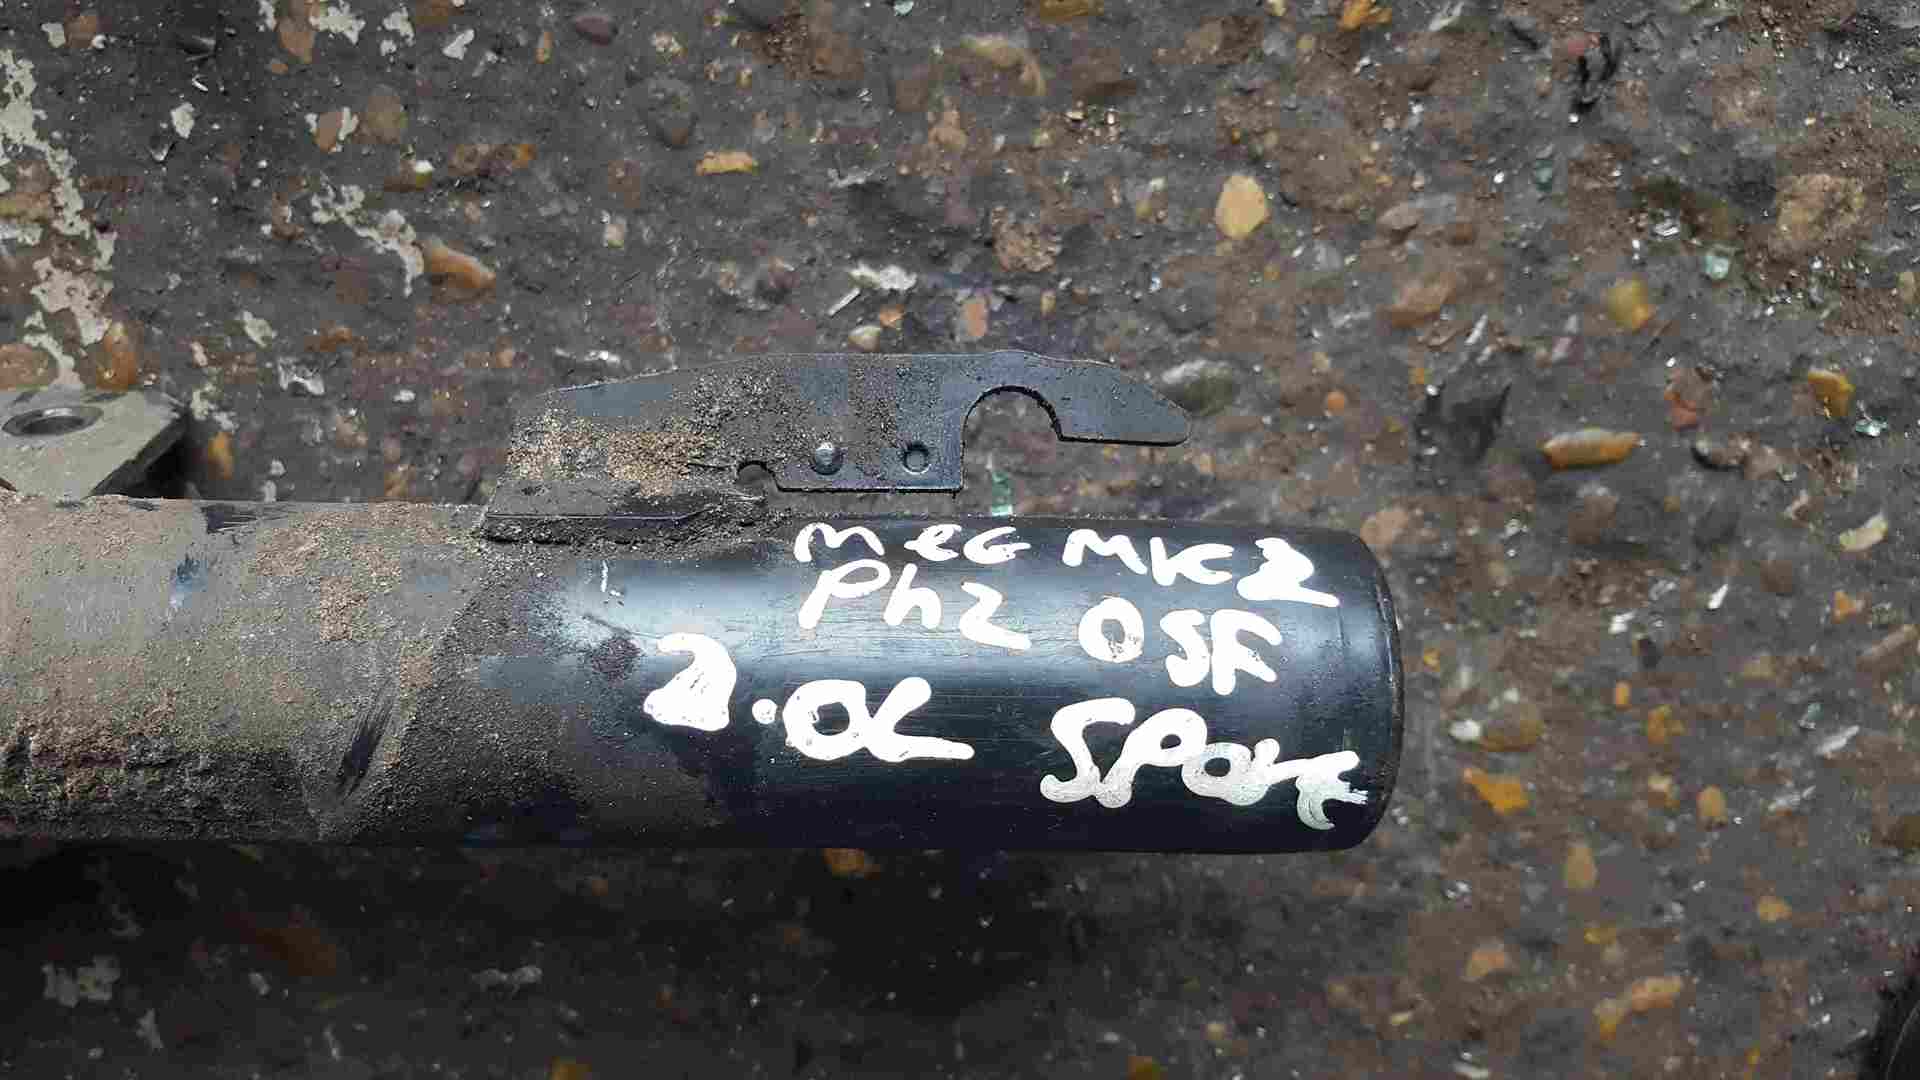 Meg MK2
Ph2 OSF
2.0L Sport